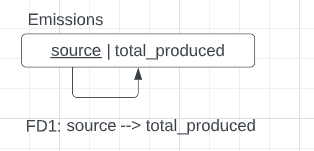 Emissions
source | total_produced
FD1: source --> total_produced